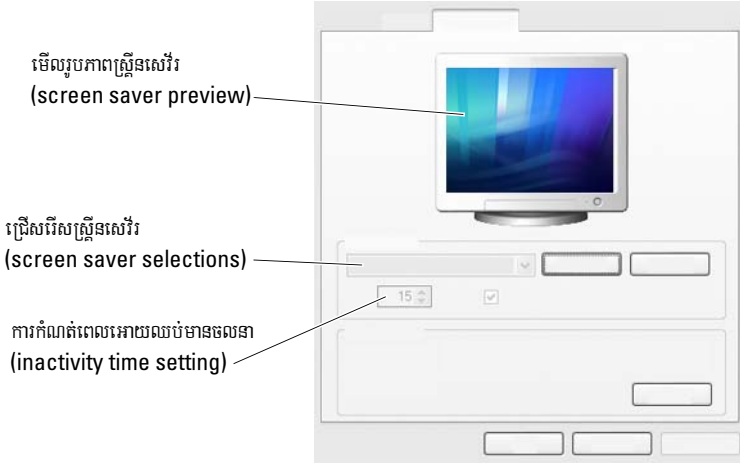 មើលរូបភាពស្គ្រីនសេវ័រ
(screen saver preview)
ជ្រើសរើសស្គ្រីនសេវ័រ
(screen saver selections)
15
ការកំណត់ពេលអោយឈប់មានចលនា
(inactivity time setting)